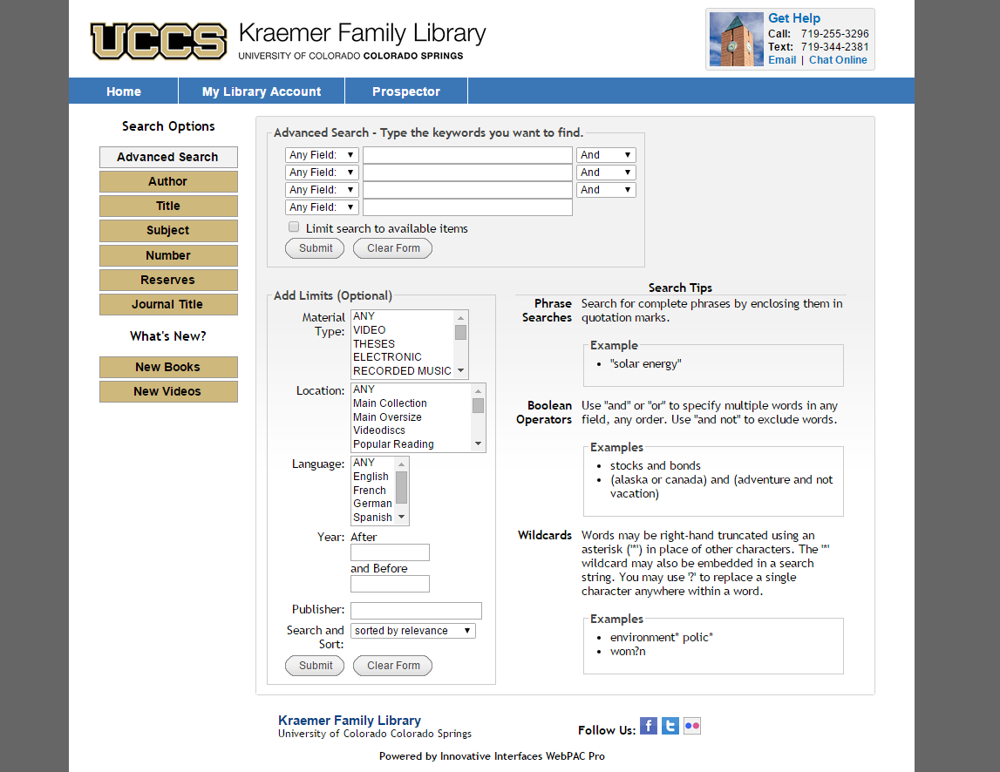 UCCS Kraemer Family Library
UNIVERSITY OF COLORADO COLORADO SPRINGS
Get Help
Call: 719-255-3296
Text: 719-344-2381
Email | Chat Online
Home My Library Account Prospector
Search Options
Advanced Search
Author
Title
Subject
Number
Reserves
Journal Title
What's New?
New Books
New Videos
Advanced Search - Type the keywords you want to find.
Any Field: And
Any Field: And
Any Field: And
Any Field:
Limit search to available items
Submit Clear Form
Add Limits (Optional)
Material Type:
ANY
VIDEO
THESES
ELECTRONIC
RECORDED MUSIC
Location:
ANY
Main Collection
Main Oversize
Videodiscs
Popular Reading
Language:
ANY
English
French
German
Spanish
Year: After
and Before
Publisher:
Search and Sort:
sorted by relevance
Submit Clear Form
Search Tips
Phrase Searches
Search for complete phrases by enclosing them in
quotation marks.
Example
• "solar energy"
Boolean Operators
Use "and" or "or" to specify multiple words in any
field, any order. Use "and not" to exclude words.
Examples
• stocks and bonds
• (alaska or canada) and (adventure and not
vacation)
Wildcards
Words may be right-hand truncated using an
asterisk ('*') in place of other characters. The '*'
wildcard may also be embedded in a search
string. You may use '?' to replace a single
character anywhere within a word.
Examples
• environment* polic*
• wom?n
Kraemer Family Library
University of Colorado Colorado Springs
Follow Us: f t
Powered by Innovative Interfaces WebPAC Pro